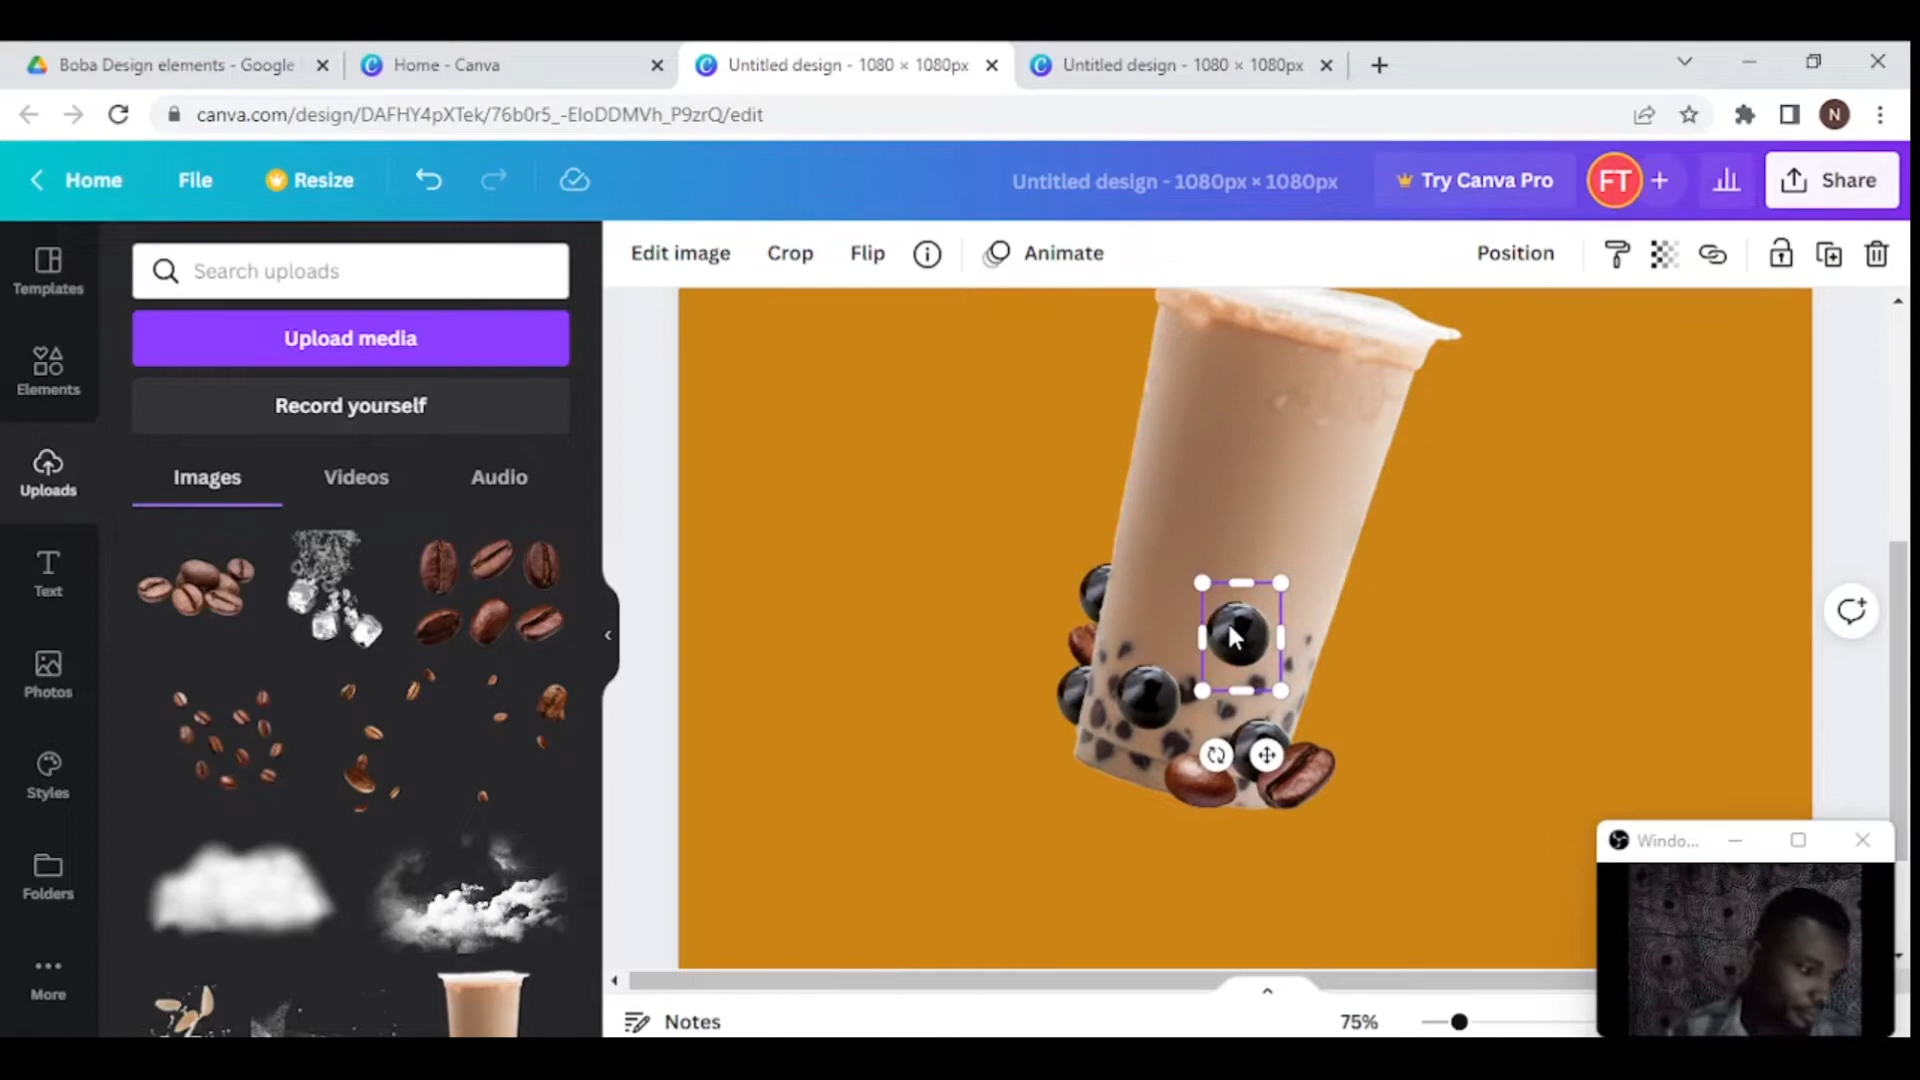 Boba Design elements - Google
Home - Canva
Untitled design - 1080 × 1080px
Untitled design - 1080 × 1080px
canva.com/design/DAFHY4pXTek/76b0r5_-EIoDDMVh_P9zrQ/edit
N
Home
File
Resize
Untitled design - 1080px × 1080px
Try Canva Pro
FT
Share
Templates
Elements
Uploads
Text
Photos
Styles
Folders
More
Search uploads
Upload media
Record yourself
Images
Videos
Audio
Edit image
Crop
Flip
Animate
Position
Windo...
Notes
75%